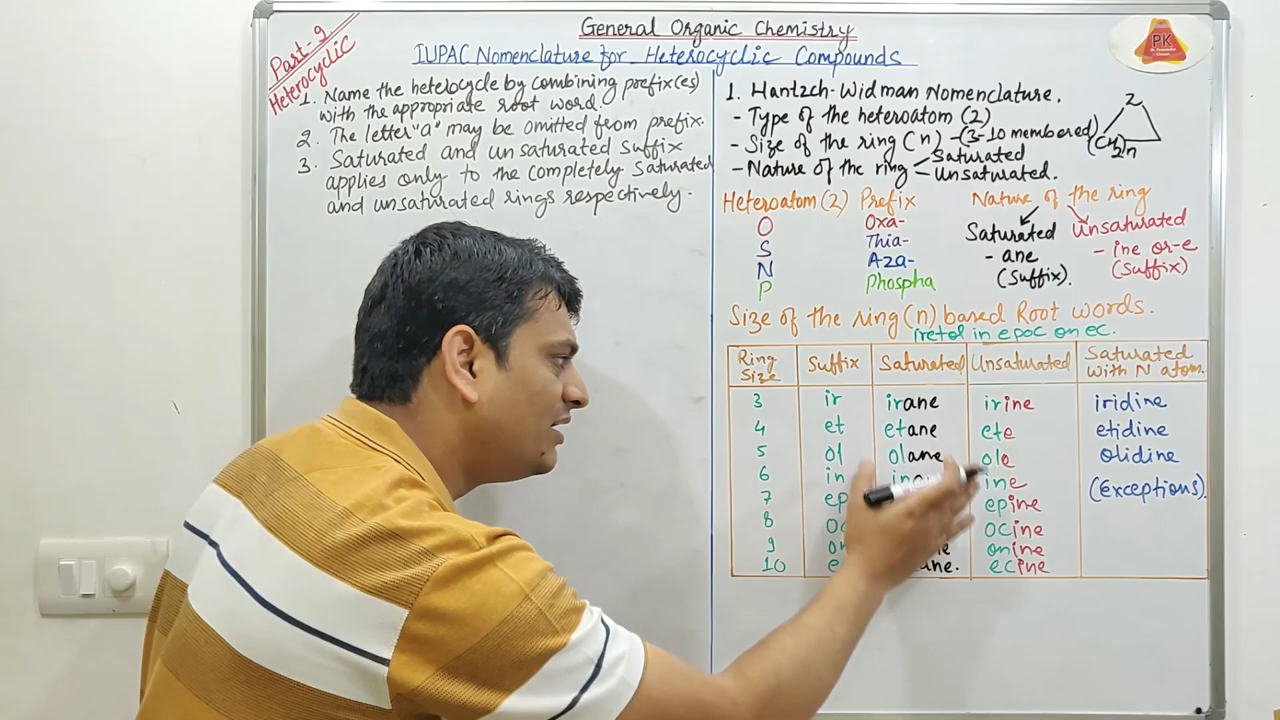 General Organic Chemistry
IUPAC Nomenclature for Heterocyclic Compounds
Part-9
Heterocyclic
1. Name the heterocycle by combining prefix(es)
with the appropriate root word.
2. The letter "a" may be omitted from prefix.
3. Saturated and unsaturated suffix
applies only to the completely saturated
and unsaturated rings respectively.
PK
1. Hantzch-Widman Nomenclature.
- Type of the heteroatom (Z)
- Size of the ring (n) - (3-10 membered)
- Nature of the ring - Saturated
- Unsaturated.
Z
(CH2)n
Heteroatom (Z) Prefix
O Oxa-
S Thia-
N Aza-
P Phospha
Nature of the ring
Saturated
- ane
(Suffix).
Unsaturated
- ine or -e
(Suffix)
Size of the ring (n) based Root words.
iretol in epoc on ec.
Ring Size Suffix Saturated Unsaturated Saturated with N atom.
3 ir irane irine iridine
4 et etane ete etidine
5 ol olane ole olidine
6 in ine (Exceptions).
7 ep epine
8 ocine
9 onine
10 ecine